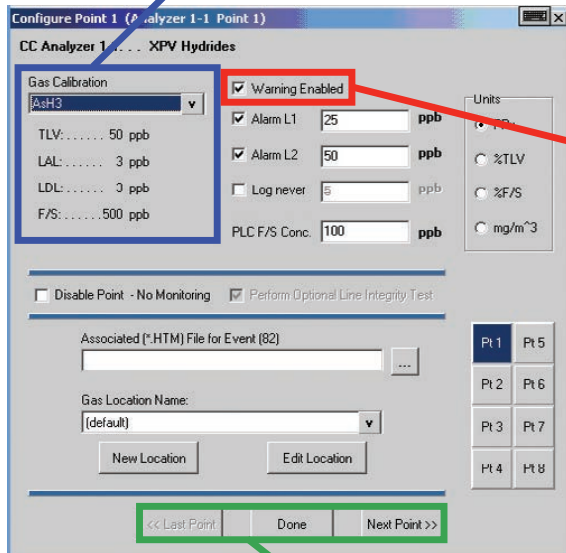 Configure Point 1 (Analyzer 1-1 Point 1)
CC Analyzer 1-1. . . . XPV Hydrides
Gas Calibration
AsH3
TLV:...... 50 ppb
LAL:...... 3 ppb
LDL:...... 3 ppb
F/S:......500 ppb
Warning Enabled
Alarm L1 25 ppb
Alarm L2 50 ppb
Log never 5 ppb
PLC F/S Conc. 100 ppb
Units
%TLV
%F/S
mg/m^3
Disable Point - No Monitoring Perform Optional Line Integrity Test
Associated (*.HTM) File for Event (82)
...
Gas Location Name:
(default)
New Location Edit Location
Pt 1 Pt 5
Pt 2 Pt 6
Pt 3 Pt 7
Pt 4 Pt 8
<< Last Point Done Next Point >>